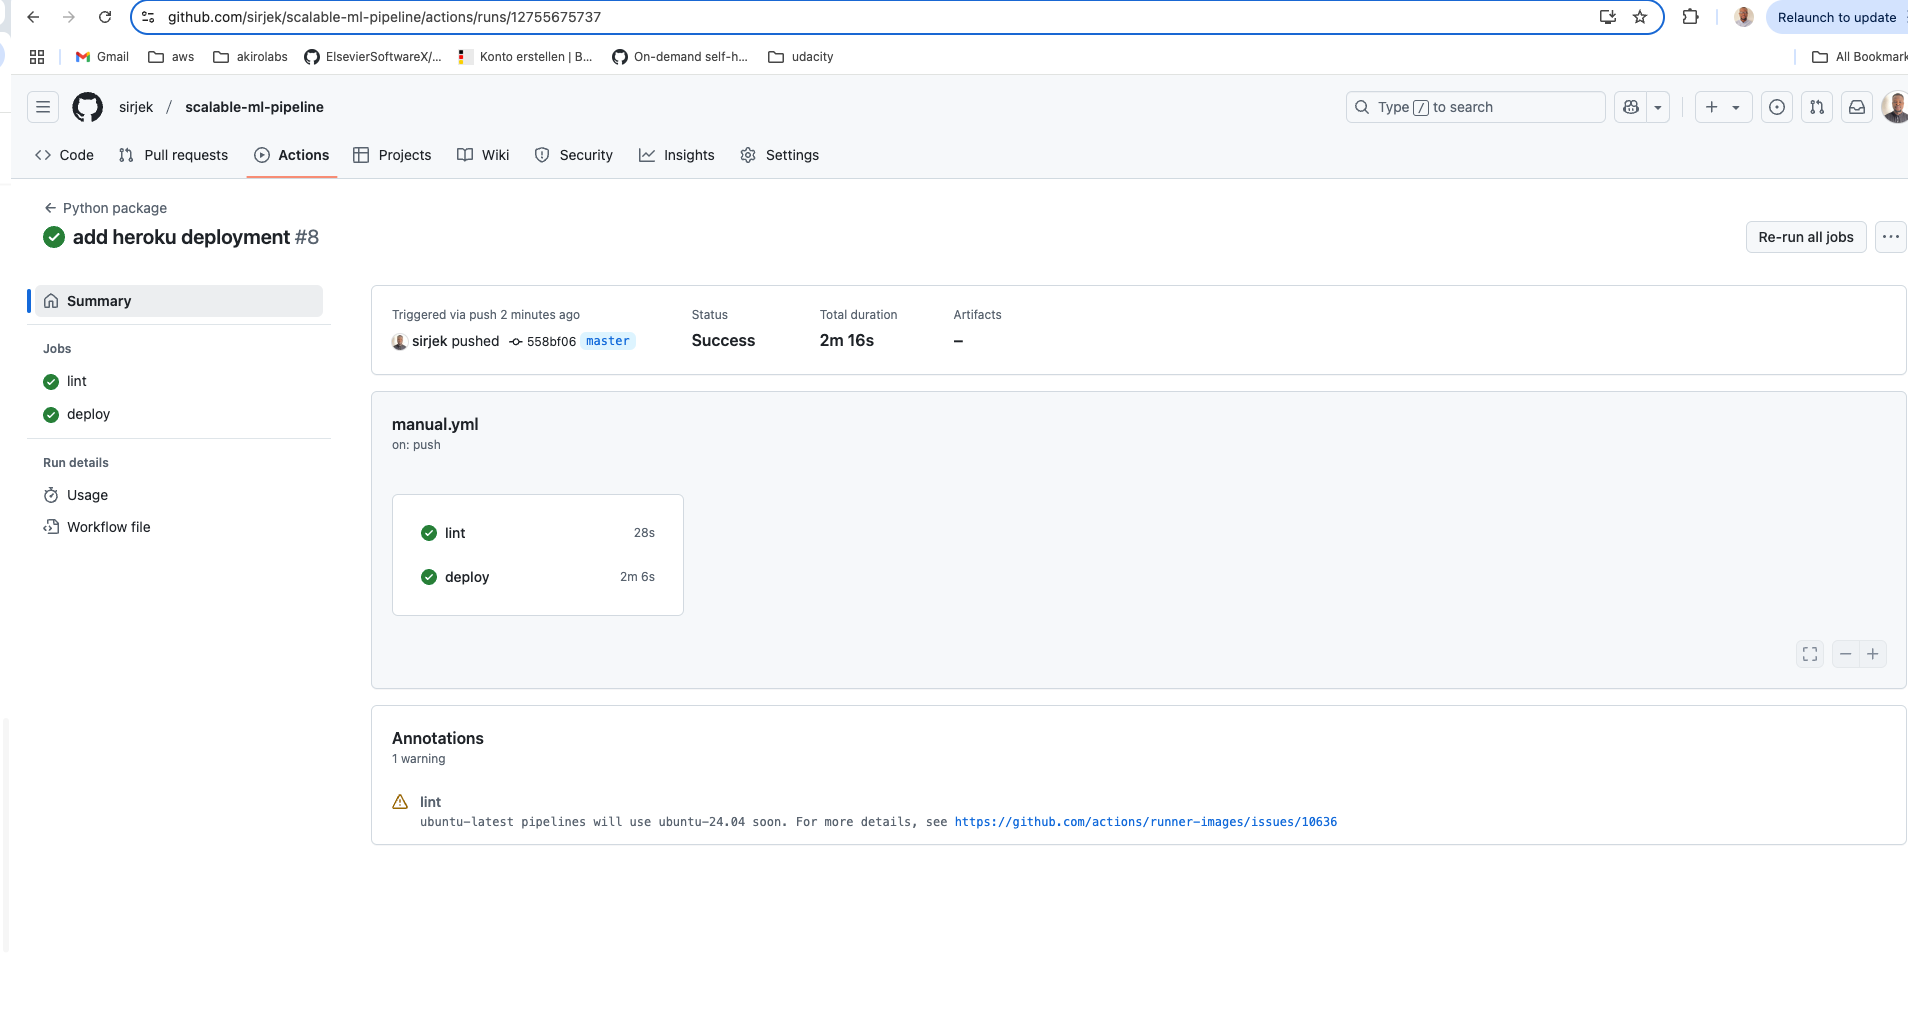 github.com/sirjek/scalable-ml-pipeline/actions/runs/12755675737
Relaunch to update
Gmail aws akirolabs ElsevierSoftwareX/... Konto erstellen | B... On-demand self-h... udacity
All Bookmark
sirjek / scalable-ml-pipeline
Type / to search
Code Pull requests Actions Projects Wiki Security Insights Settings
Python package
add heroku deployment #8
Re-run all jobs
Summary
Jobs
lint
deploy
Run details
Usage
Workflow file
Triggered via push 2 minutes ago
sirjek pushed 558bf06 master
Status
Success
Total duration
2m 16s
Artifacts
–
manual.yml
on: push
lint 28s
deploy 2m 6s
Annotations
1 warning
lint
ubuntu-latest pipelines will use ubuntu-24.04 soon. For more details, see https://github.com/actions/runner-images/issues/10636